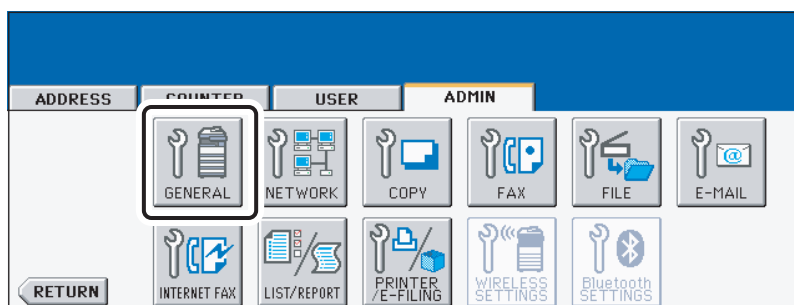 ADDRESS COUNTER USER ADMIN
GENERAL NETWORK COPY FAX FILE E-MAIL
INTERNET FAX LIST/REPORT PRINTER WIRELESS Bluetooth
/E-FILING SETTINGS SETTINGS
RETURN